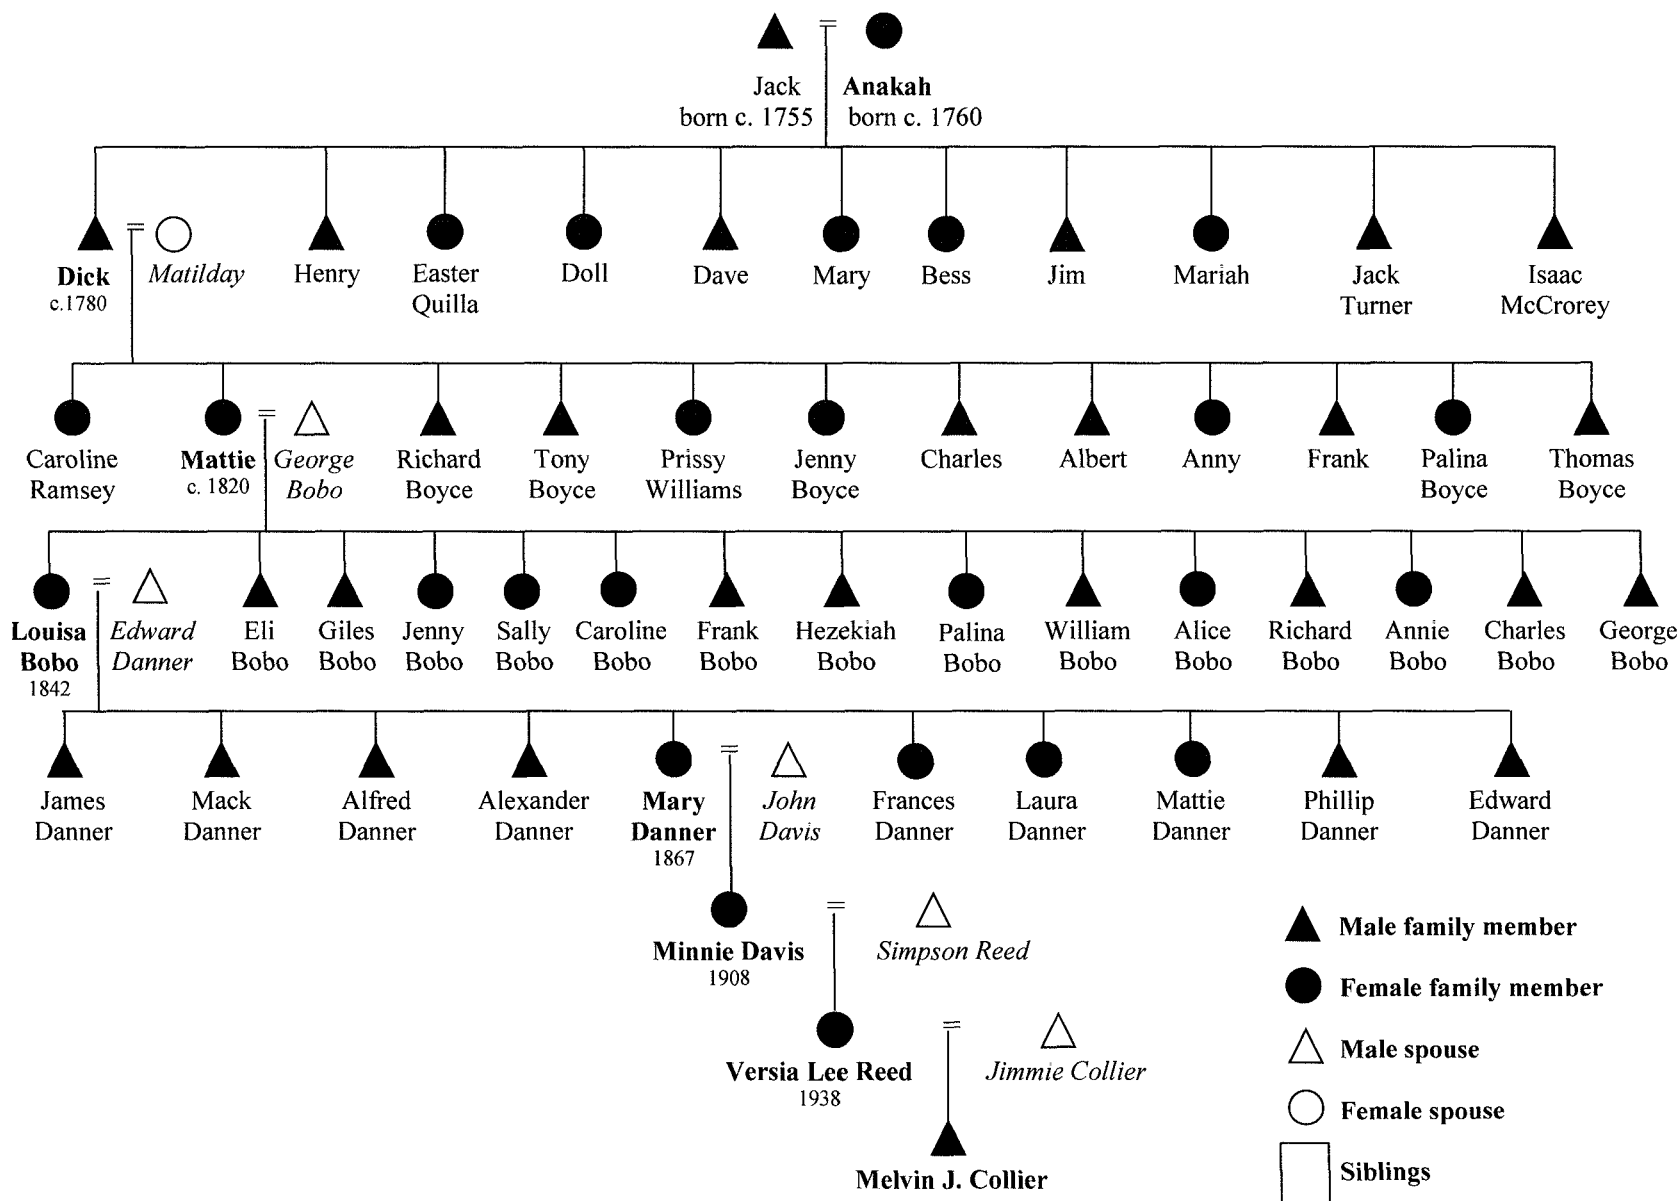 Jack Anakah
born c. 1755 born c. 1760
Dick Matilday Henry Easter Doll Dave Mary Bess Jim Mariah Jack Isaac
c.1780 Quilla Turner McCrorey
Caroline Mattie George Richard Tony Prissy Jenny Charles Albert Anny Frank Palina Thomas
Ramsey c. 1820 Bobo Boyce Boyce Williams Boyce Boyce Boyce
Louisa Edward Eli Giles Jenny Sally Caroline Frank Hezekiah Palina William Alice Richard Annie Charles George
Bobo Danner Bobo Bobo Bobo Bobo Bobo Bobo Bobo Bobo Bobo Bobo Bobo Bobo Bobo Bobo
1842
James Mack Alfred Alexander Mary John Frances Laura Mattie Phillip Edward
Danner Danner Danner Danner Danner Davis Danner Danner Danner Danner Danner
1867
Minnie Davis Simpson Reed
1908
Versia Lee Reed Jimmie Collier
1938
Melvin J. Collier
Male family member
Female family member
Male spouse
Female spouse
Siblings